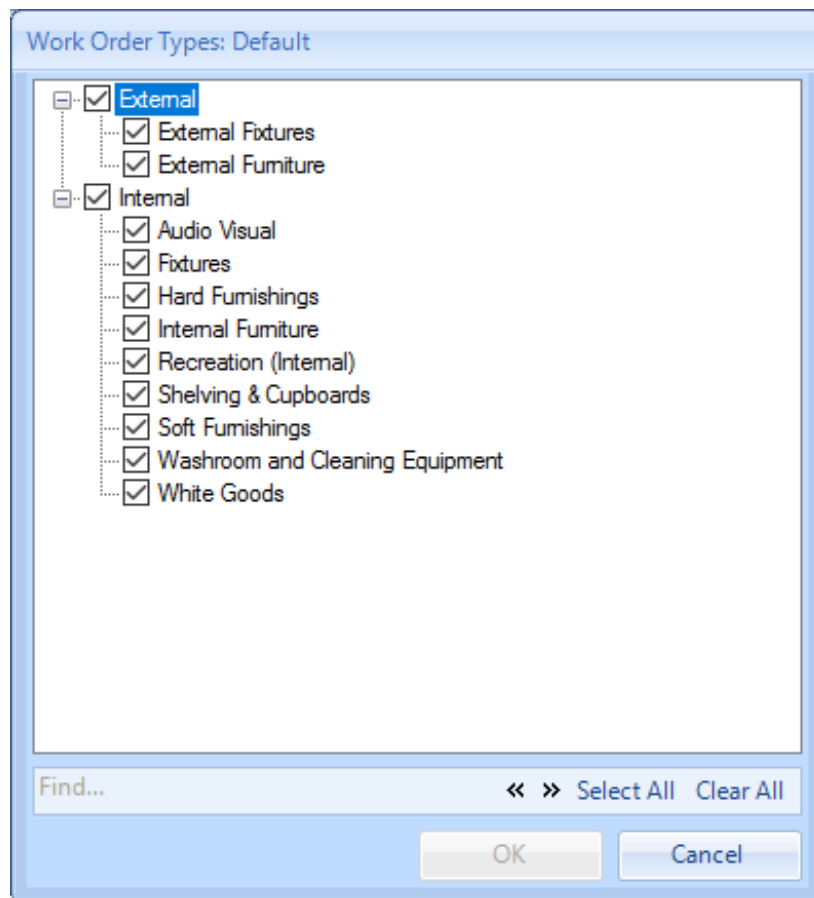 Work Order Types: Default
External
External Fixtures
External Furniture
Internal
Audio Visual
Fixtures
Hard Furnishings
Internal Furniture
Recreation (Internal)
Shelving & Cupboards
Soft Furnishings
Washroom and Cleaning Equipment
White Goods
Find... « » Select All Clear All
OK Cancel